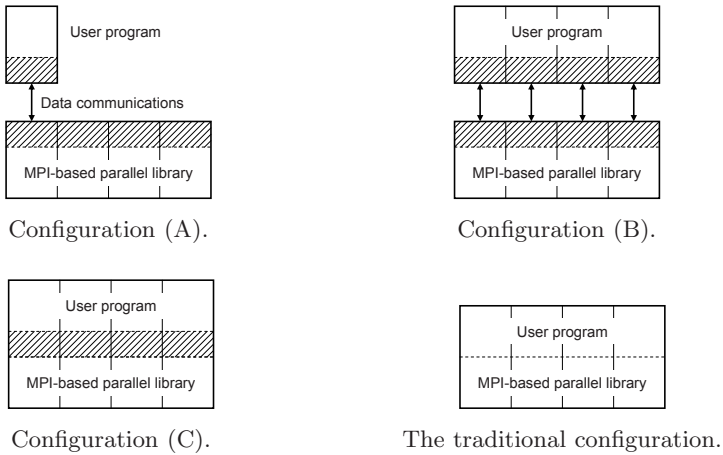 User program
Data communications
MPI-based parallel library
Configuration (A).
User program
MPI-based parallel library
Configuration (B).
User program
MPI-based parallel library
Configuration (C).
User program
MPI-based parallel library
The traditional configuration.